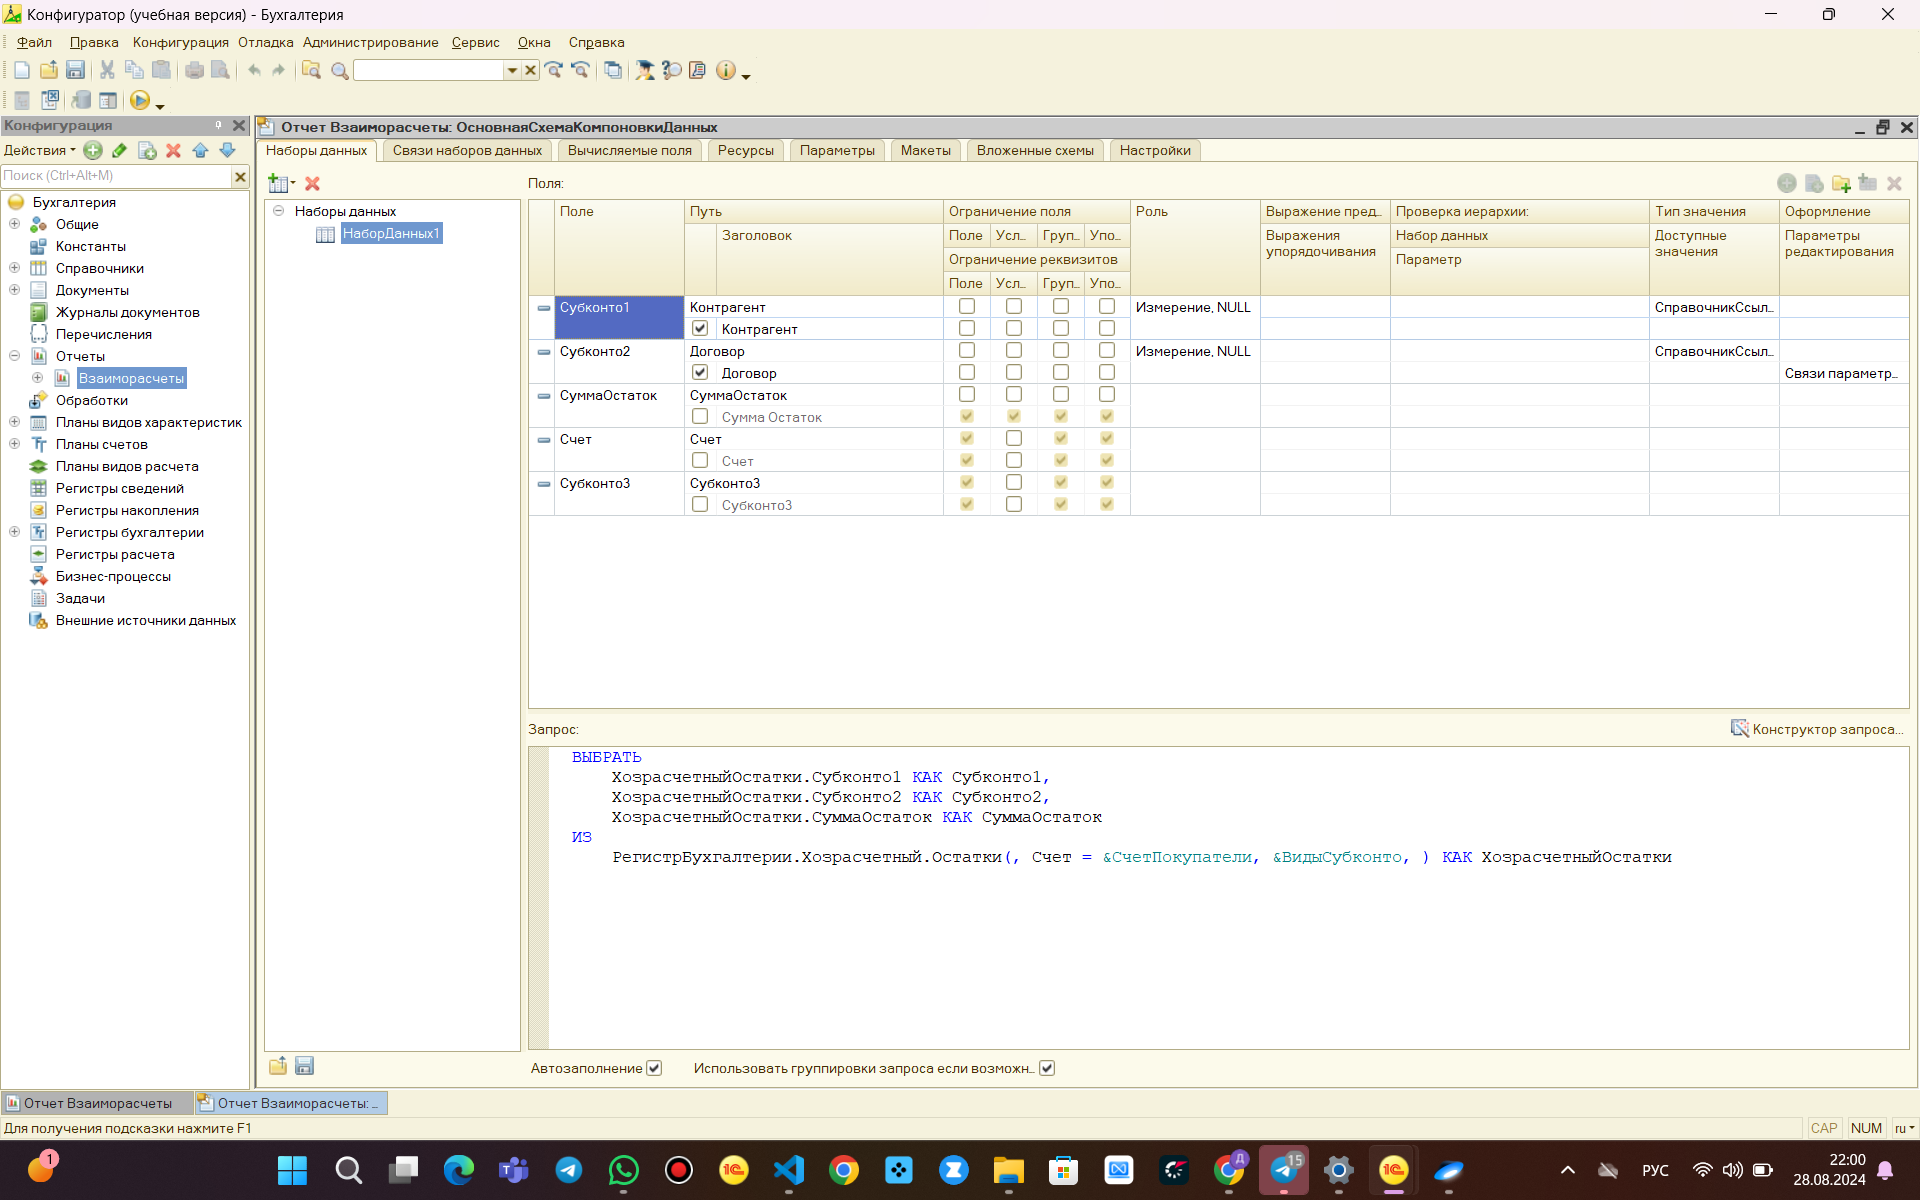 Конфигуратор (учебная версия) - Бухгалтерия
Файл Правка Конфигурация Отладка Администрирование Сервис Окна Справка
Конфигурация
Действия
Поиск (Ctrl+Alt+M)
Бухгалтерия
Общие
Константы
Справочники
Документы
Журналы документов
Перечисления
Отчеты
Взаиморасчеты
Обработки
Планы видов характеристик
Планы счетов
Планы видов расчета
Регистры сведений
Регистры накопления
Регистры бухгалтерии
Регистры расчета
Бизнес-процессы
Задачи
Внешние источники данных
Отчет Взаиморасчеты: ОсновнаяСхемаКомпоновкиДанных
Наборы данных Связи наборов данных Вычисляемые поля Ресурсы Параметры Макеты Вложенные схемы Настройки
Наборы данных
НаборДанных1
Поля:
Поле Путь Ограничение поля Роль Выражение пред... Проверка иерархии: Тип значения Оформление
Заголовок Поле Усл... Груп... Упо... Выражения упорядочивания Набор данных Доступные значения Параметры редактирования
Ограничение реквизитов Параметр
Поле Усл... Груп... Упо...
Субконто1 Контрагент Измерение, NULL СправочникСсыл...
Контрагент
Субконто2 Договор Измерение, NULL СправочникСсыл...
Договор Связи параметр...
СуммаОстаток СуммаОстаток
Сумма Остаток
Счет Счет
Счет
Субконто3 Субконто3
Субконто3
Запрос: Конструктор запроса...
ВЫБРАТЬ
ХозрасчетныйОстатки.Субконто1 КАК Субконто1,
ХозрасчетныйОстатки.Субконто2 КАК Субконто2,
ХозрасчетныйОстатки.СуммаОстаток КАК СуммаОстаток
ИЗ
РегистрБухгалтерии.Хозрасчетный.Остатки(, Счет = &СчетПокупатели, &ВидыСубконто, ) КАК ХозрасчетныйОстатки
Автозаполнение Использовать группировки запроса если возможн...
Отчет Взаиморасчеты Отчет Взаиморасчеты: ...
Для получения подсказки нажмите F1 CAP NUM ru
1 Д 15 РУС 22:00
28.08.2024